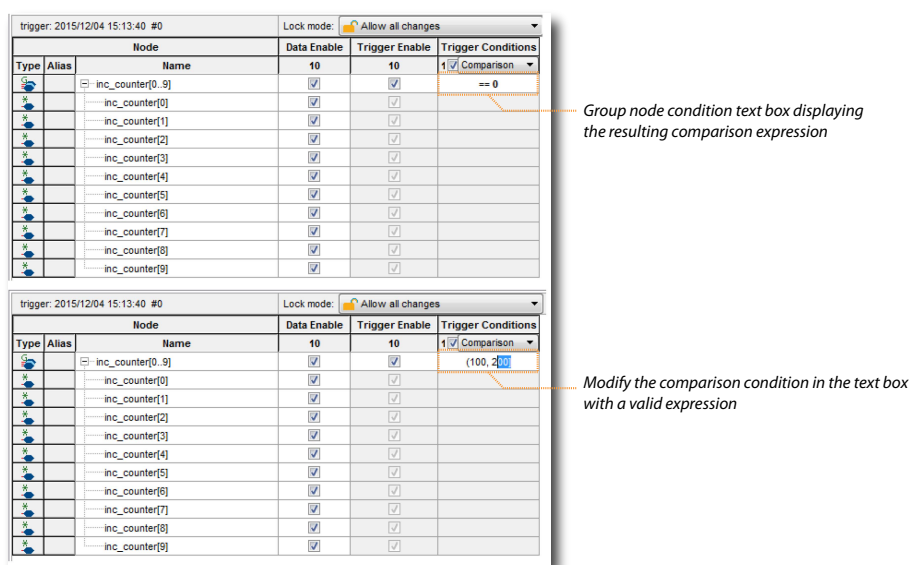 trigger: 2015/12/04 15:13:40 #0 Lock mode: Allow all changes
Node Data Enable Trigger Enable Trigger Conditions
Type Alias Name 10 10 1 Comparison
inc_counter[0..9] == 0
inc_counter[0]
inc_counter[1]
inc_counter[2]
inc_counter[3]
inc_counter[4]
inc_counter[5]
inc_counter[6]
inc_counter[7]
inc_counter[8]
inc_counter[9]
Group node condition text box displaying
the resulting comparison expression
trigger: 2015/12/04 15:13:40 #0 Lock mode: Allow all changes
Node Data Enable Trigger Enable Trigger Conditions
Type Alias Name 10 10 1 Comparison
inc_counter[0..9] (100, 200]
inc_counter[0]
inc_counter[1]
inc_counter[2]
inc_counter[3]
inc_counter[4]
inc_counter[5]
inc_counter[6]
inc_counter[7]
inc_counter[8]
inc_counter[9]
Modify the comparison condition in the text box
with a valid expression